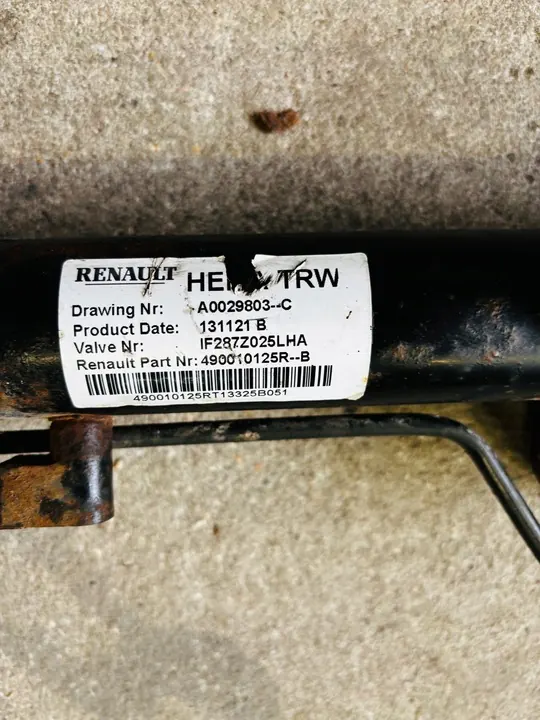 RENAULT TRW
Drawing Nr: A0029803--C
Product Date: 131121 B
Valve Nr: IF287Z025LHA
Renault Part Nr: 490010125R--B
490010125RT13325B051